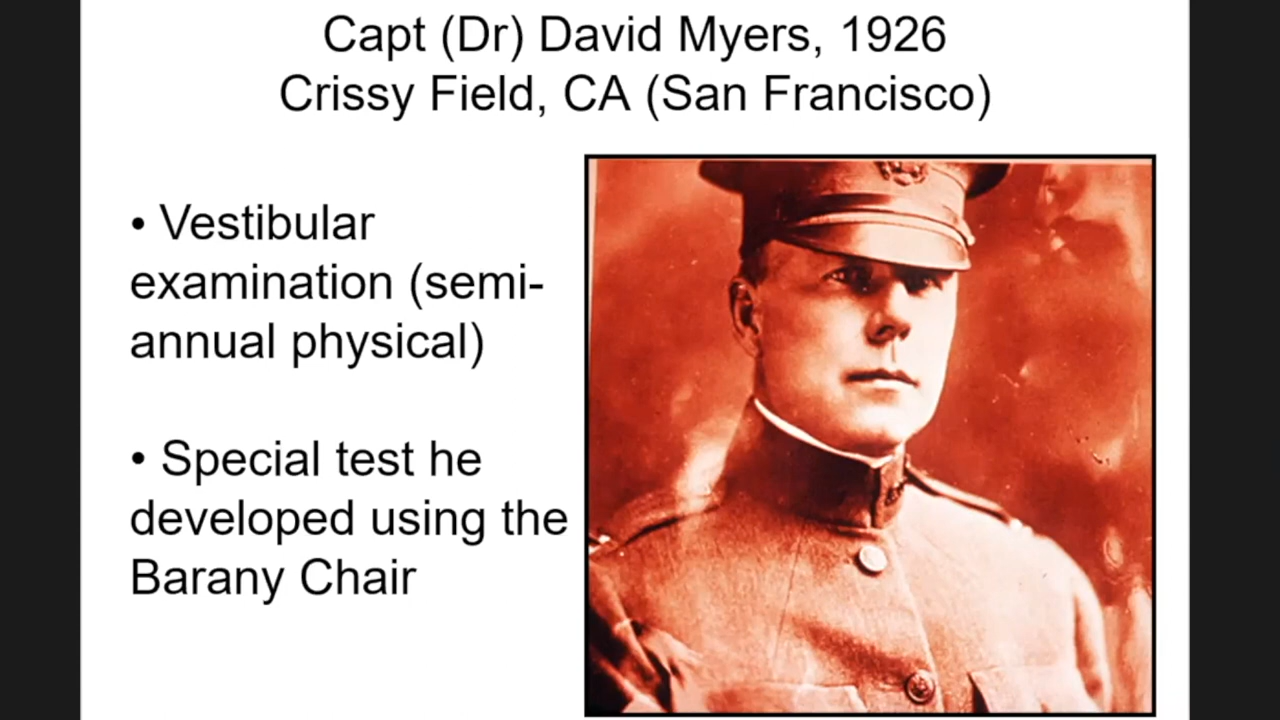 Capt (Dr) David Myers, 1926
Crissy Field, CA (San Francisco)
• Vestibular
examination (semi-
annual physical)
• Special test he
developed using the
Barany Chair